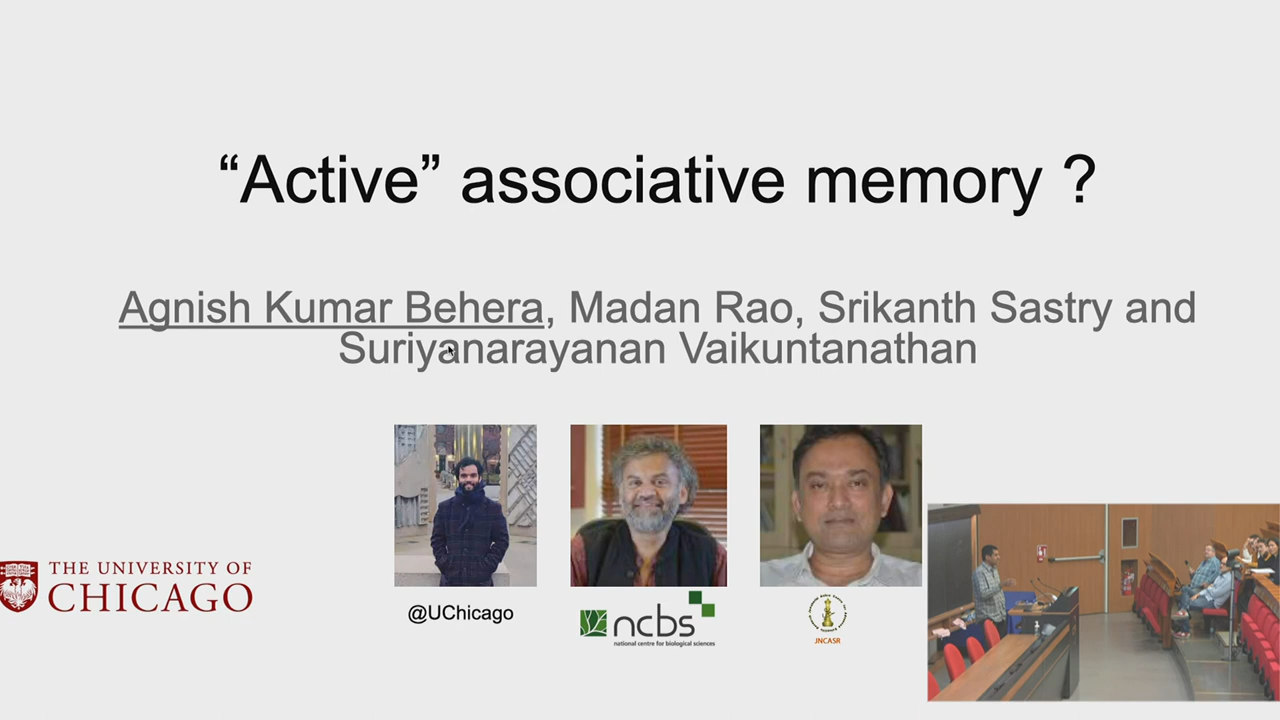 “Active” associative memory ?
Agnish Kumar Behera, Madan Rao, Srikanth Sastry and
Suriyanarayanan Vaikuntanathan
THE UNIVERSITY OF
CHICAGO
@UChicago
ncbs
national centre for biological sciences
JNCASR